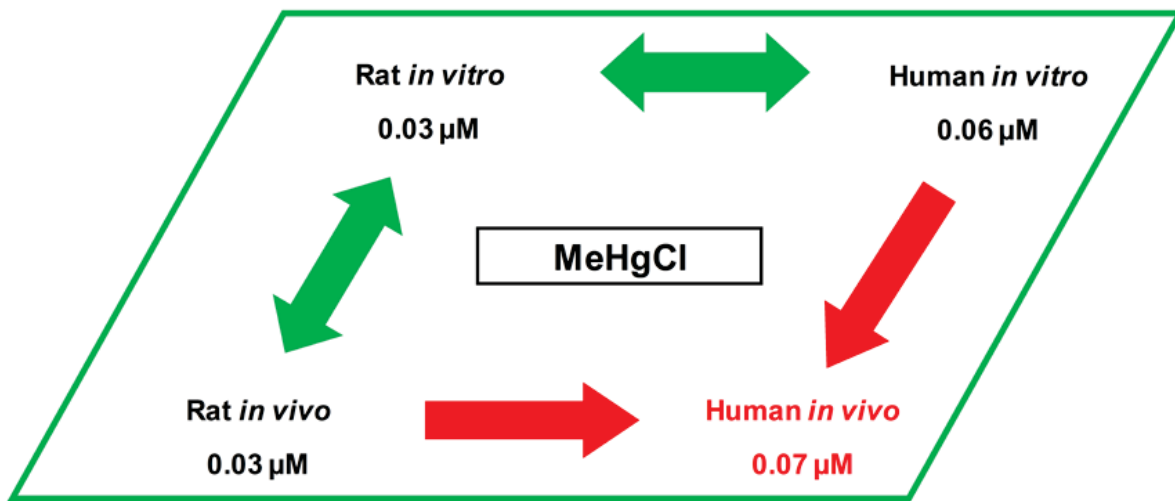 Rat in vitro
0.03 µM
Human in vitro
0.06 µM
MeHgCl
Rat in vivo
0.03 µM
Human in vivo
0.07 µM